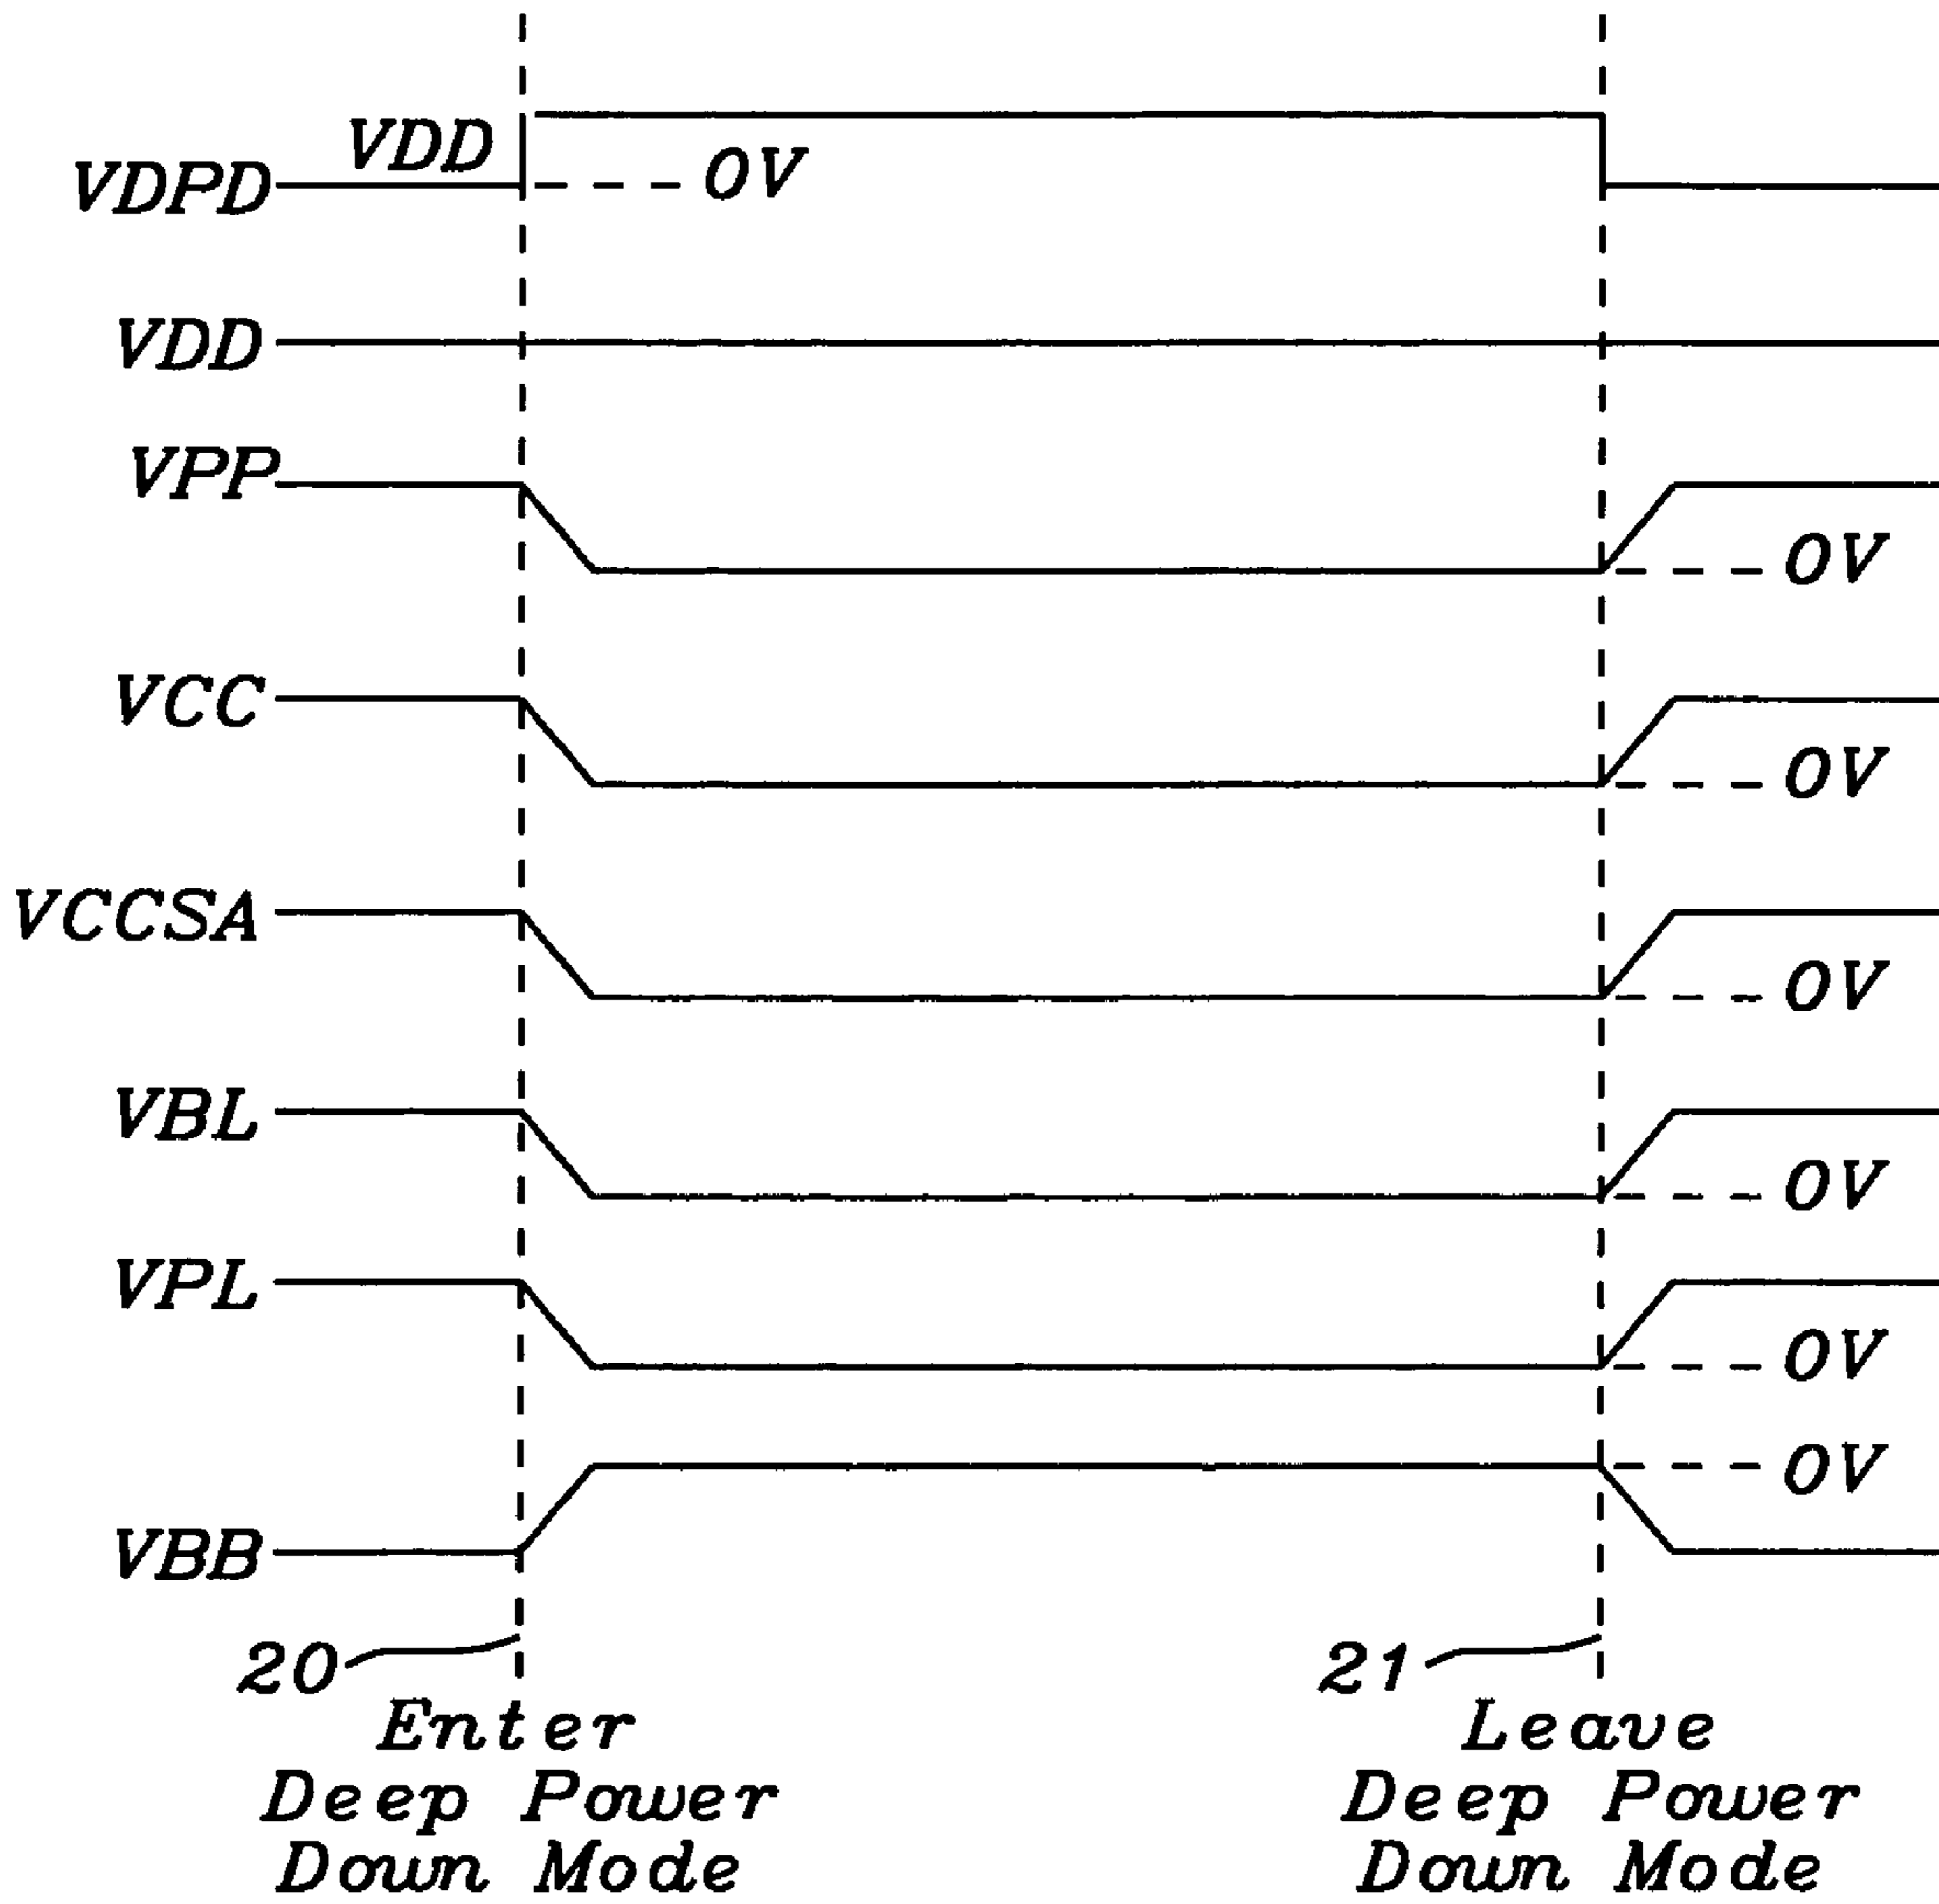 VDD
VDPD
0V
VDD
VPP
0V
VCC
0V
VCCSA
0V
VBL
0V
VPL
0V
0V
VBB
20
21
Enter
Deep Power
Down Mode
Leave
Deep Power
Down Mode